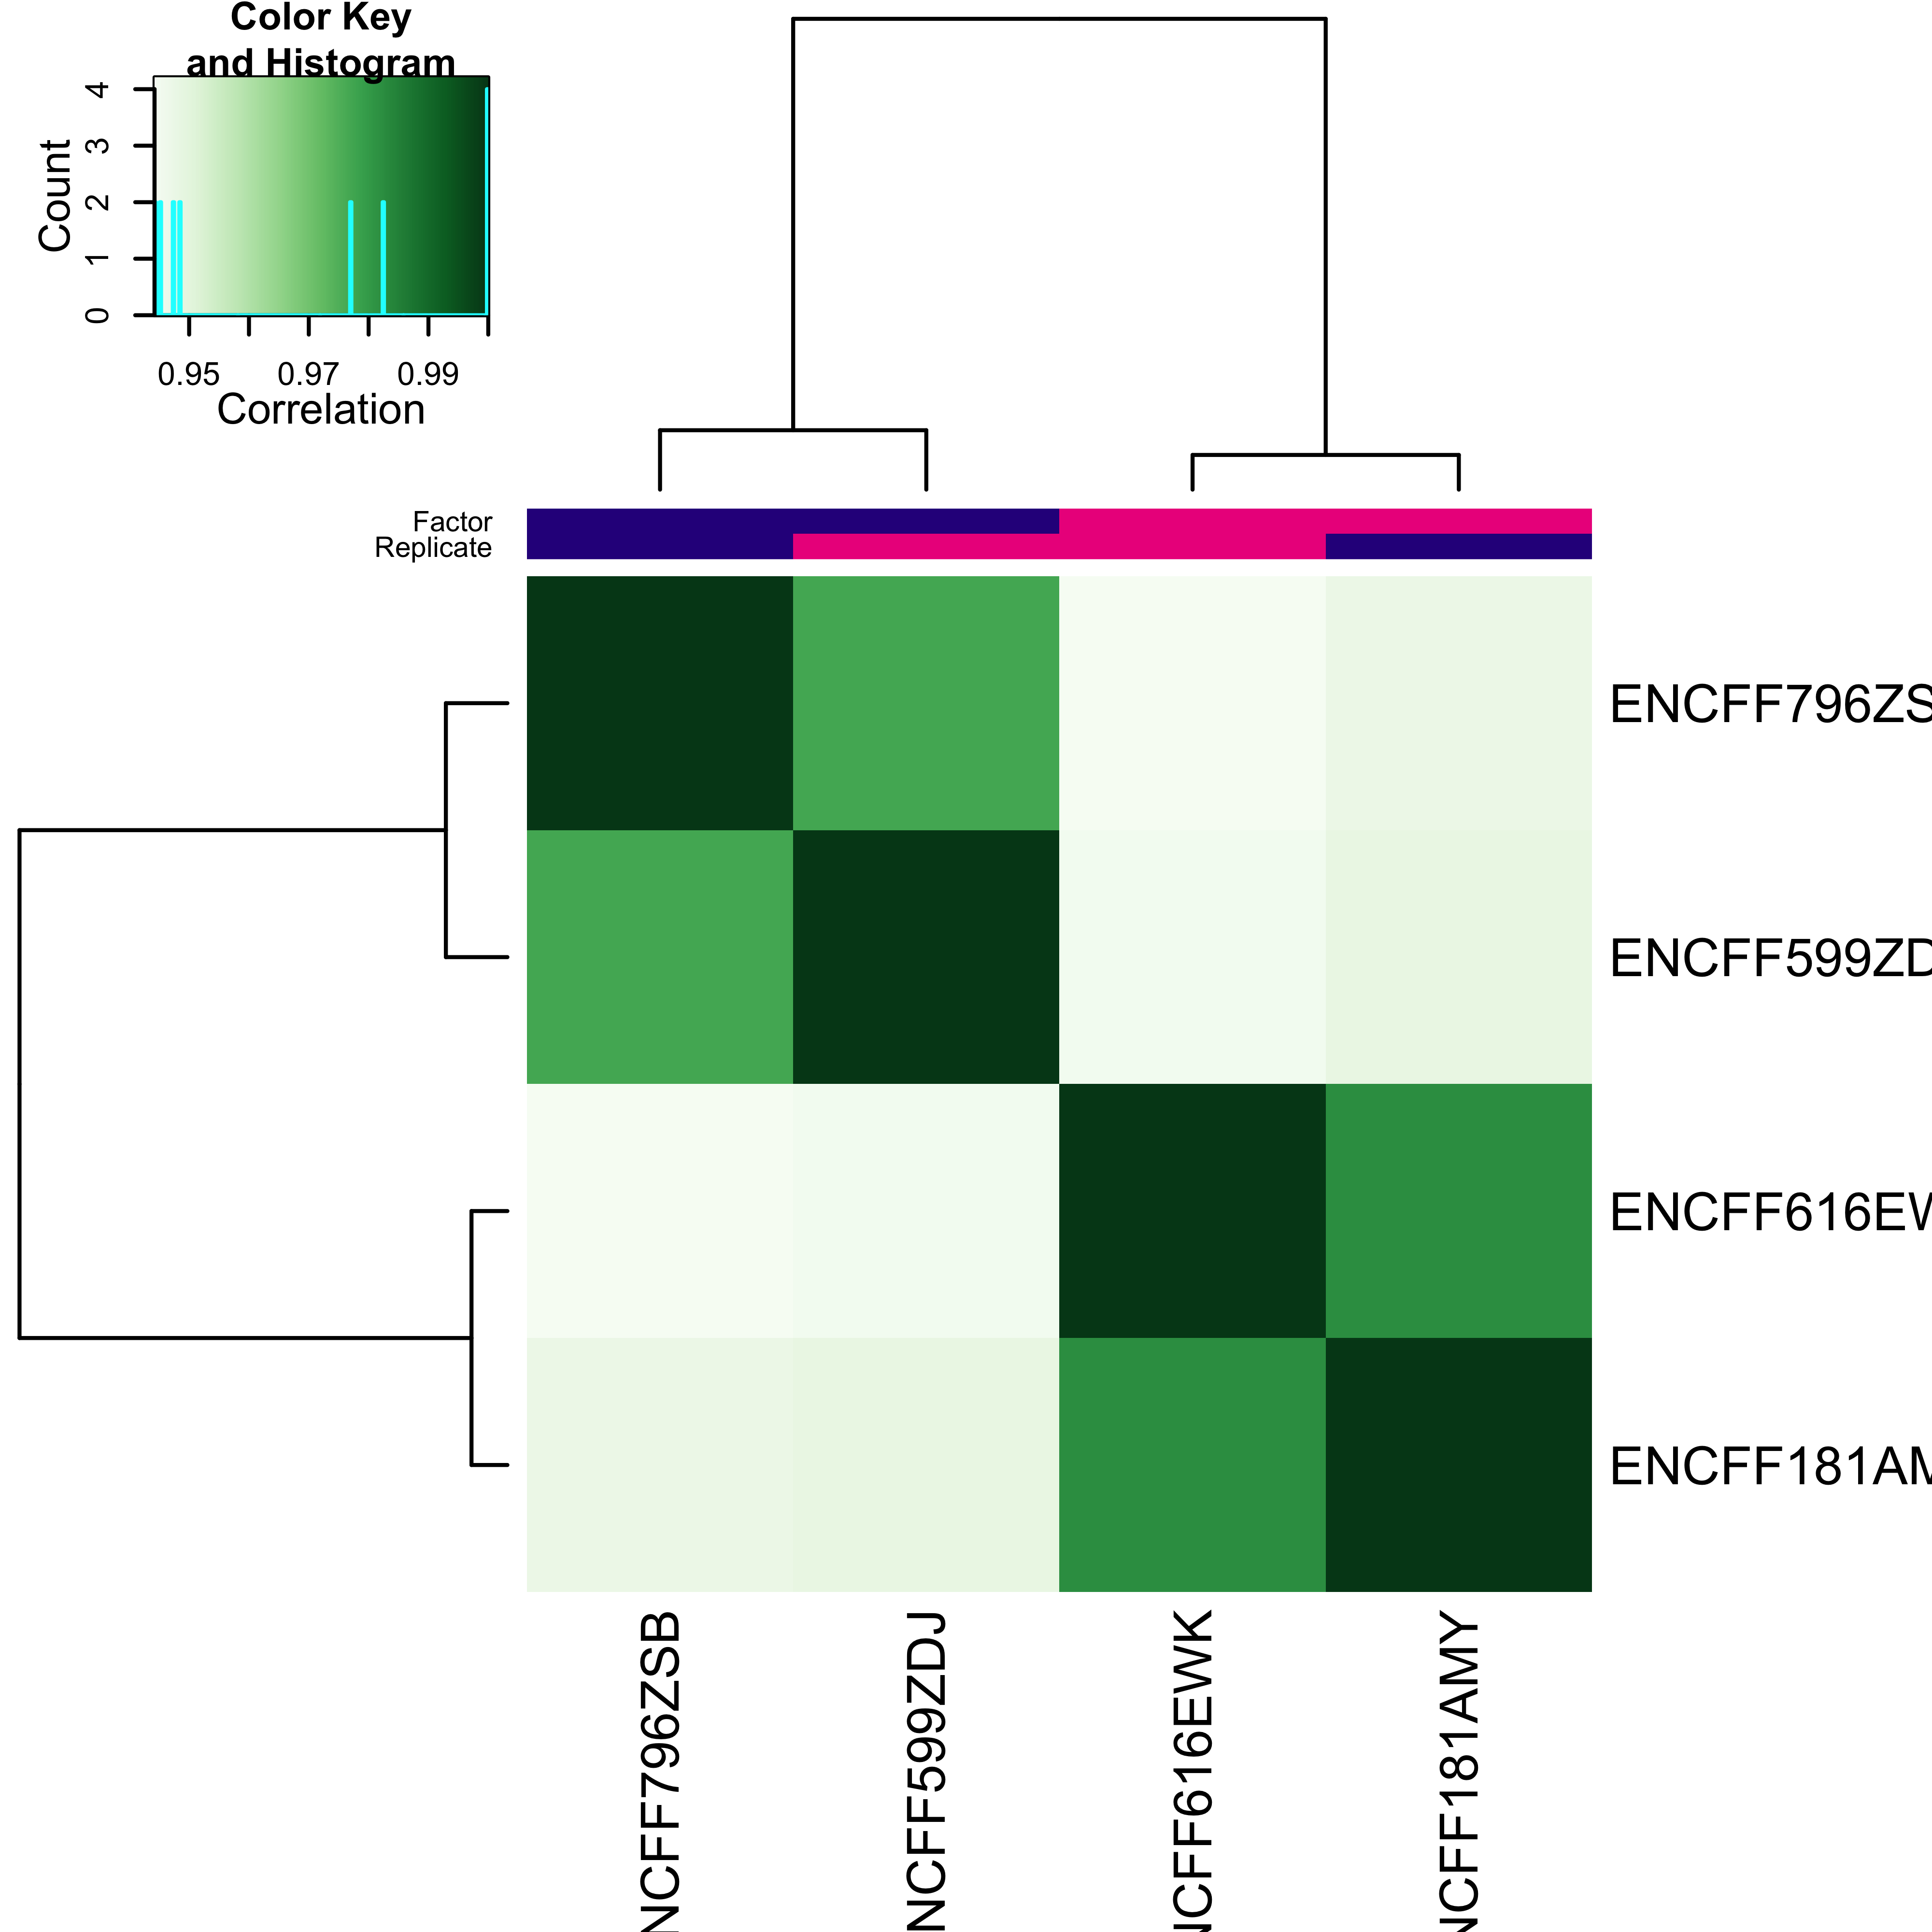 Color Key
and Histogram
Count
0 1 2 3 4
0.95 0.97 0.99
Correlation
Factor
Replicate
ENCFF796ZS
ENCFF599ZD
ENCFF616EW
ENCFF181AM
NCFF796ZSB
NCFF599ZDJ
NCFF616EWK
NCFF181AMY